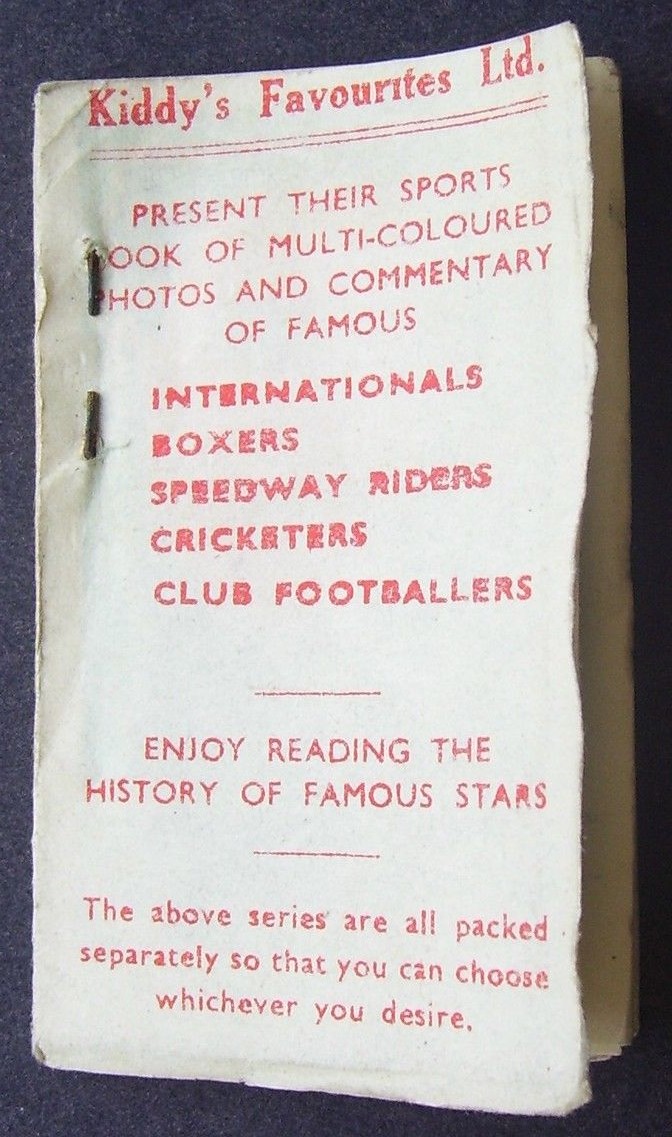 Kiddy's Favourites Ltd.
PRESENT THEIR SPORTS
BOOK OF MULTI-COLOURED
PHOTOS AND COMMENTARY
OF FAMOUS
INTERNATIONALS
BOXERS
SPEEDWAY RIDERS
CRICKETERS
CLUB FOOTBALLERS
ENJOY READING THE
HISTORY OF FAMOUS STARS
The above series are all packed
separately so that you can choose
whichever you desire.